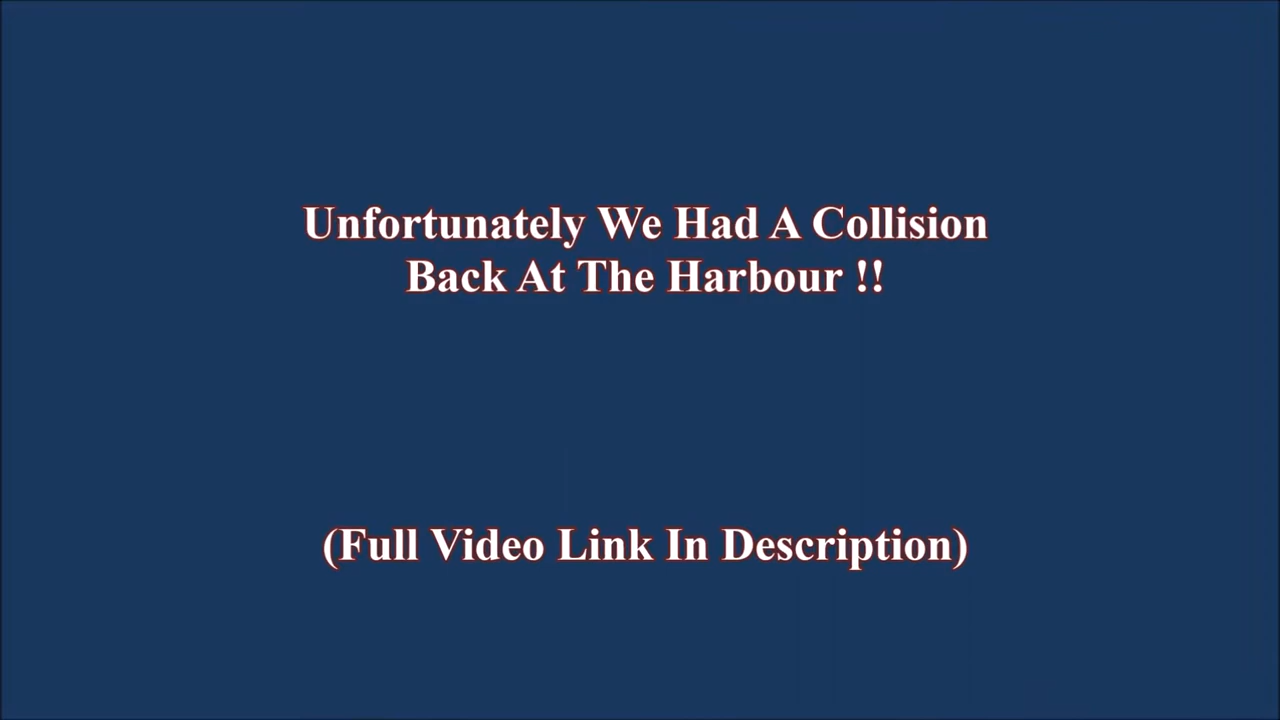 Unfortunately We Had A Collision
Back At The Harbour !!
(Full Video Link In Description)